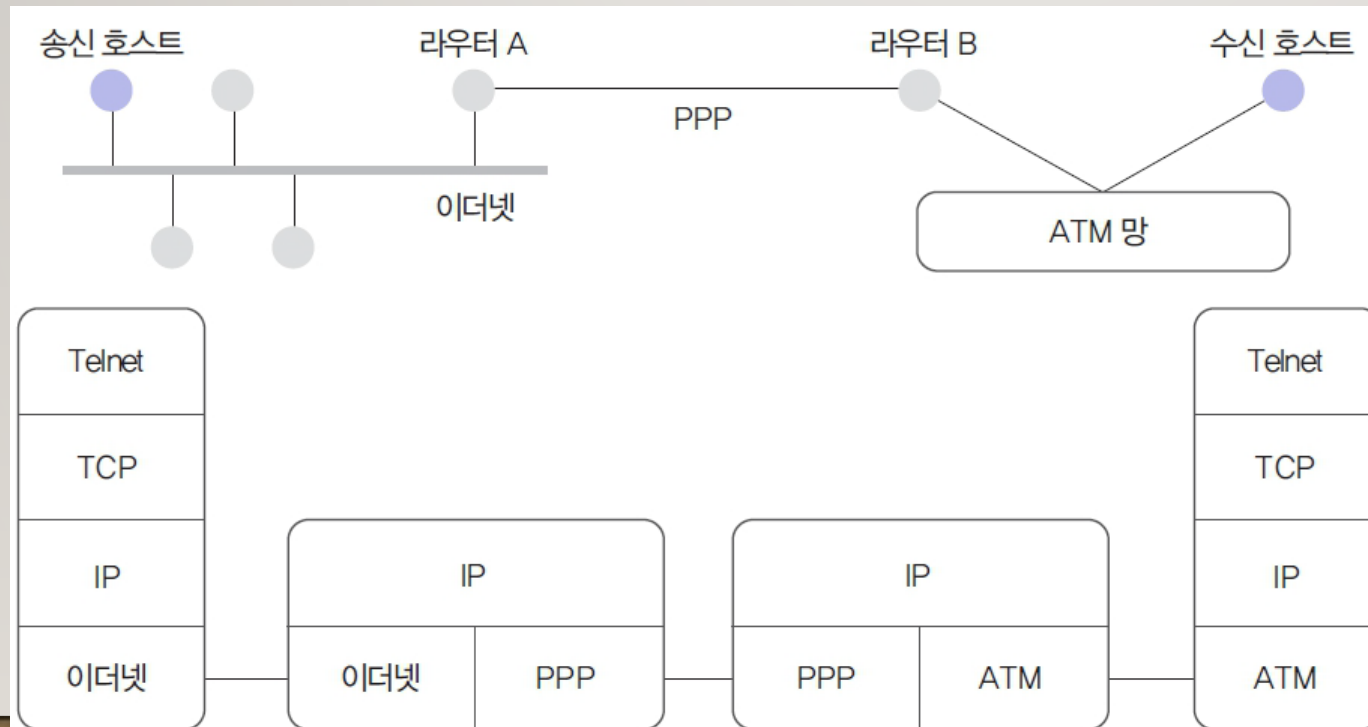 송신 호스트
라우터 A
라우터 B
수신 호스트
PPP
이더넷
ATM 망
Telnet
Telnet
TCP
TCP
IP
IP
IP
IP
이더넷
이더넷
PPP
PPP
ATM
ATM